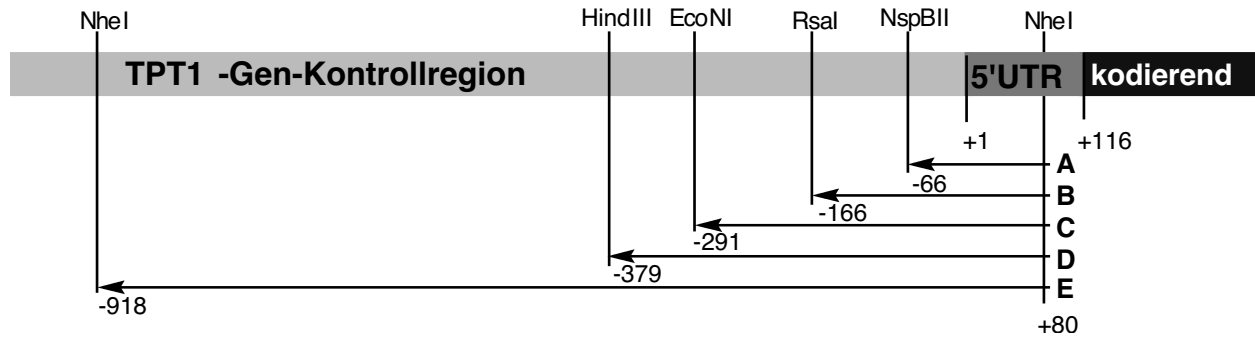 NheI HindIII EcoNI RsaI NspBII NheI
TPT1 -Gen-Kontrollregion 5'UTR kodierend
+1 +116
A
-66
B
-166
C
-291
D
-379
E
-918
+80